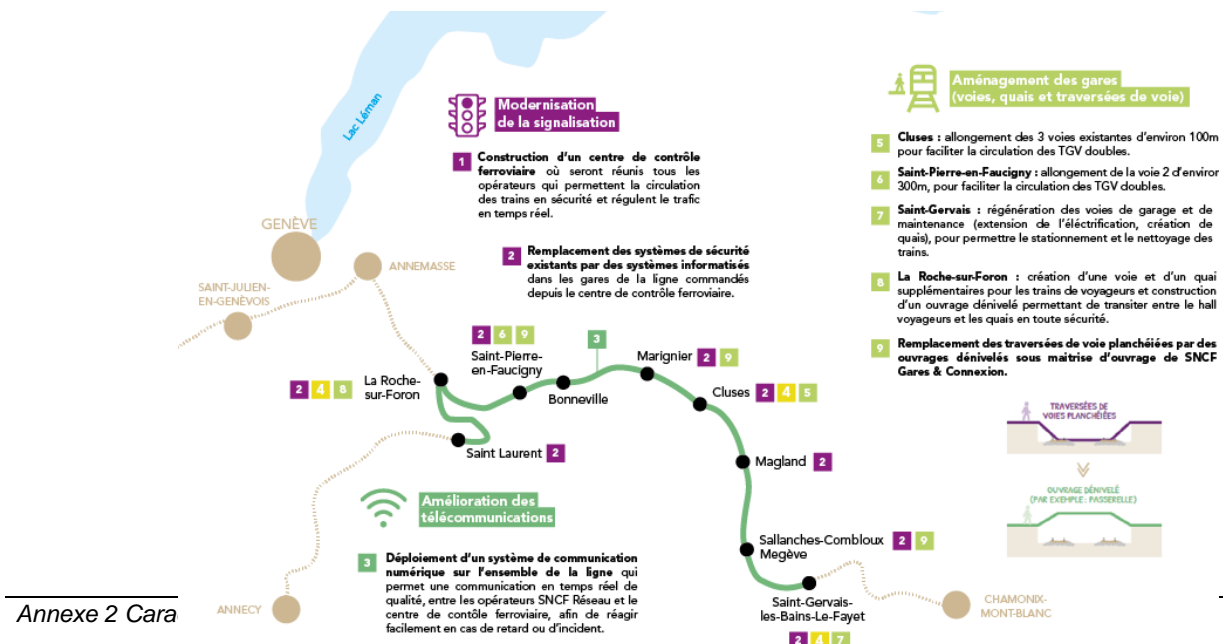 Lac Léman
Modernisation
de la signalisation
1 Construction d'un centre de contrôle
ferroviaire où seront réunis tous les
opérateurs qui permettent la circulation
des trains en sécurité et régulent le trafic
en temps réel.
2 Remplacement des systèmes de sécurité
existants par des systèmes informatisés
dans les gares de la ligne commandés
depuis le centre de contrôle ferroviaire.
Aménagement des gares
(voies, quais et traversées de voie)
5 Cluses : allongement des 3 voies existantes d'environ 100m
pour faciliter la circulation des TGV doubles.
6 Saint-Pierre-en-Faucigny : allongement de la voie 2 d'environ
300m, pour faciliter la circulation des TGV doubles.
7 Saint-Gervais : régénération des voies de garage et de
maintenance (extension de l'éléctrification, création de
quais), pour permettre le stationnement et le nettoyage des
trains.
8 La Roche-sur-Foron : création d'une voie et d'un quai
supplémentaires pour les trains de voyageurs et construction
d'un ouvrage dénivelé permettant de transiter entre le hall
voyageurs et les quais en toute sécurité.
9 Remplacement des traversées de voie planchéiées par des
ouvrages dénivelés sous maitrise d'ouvrage de SNCF
Gares & Connexion.
TRAVERSÉES DE
VOIES PLANCHÉIÉES
OUVRAGE DÉNIVELÉ
(PAR EXEMPLE : PASSERELLE)
GENÈVE
ANNEMASSE
SAINT-JULIEN-
EN-GENÈVOIS
2 6 9
Saint-Pierre-
en-Faucigny
3
Bonneville
Marignier 2 9
2 4 8
La Roche-
sur-Foron
Cluses 2 4 5
Saint Laurent 2
Magland 2
Sallanches-Combloux
Megève
2 9
Saint-Gervais-
les-Bains-Le-Fayet
2 4 7
CHAMONIX-
MONT-BLANC
ANNECY
Amélioration des
télécommunications
3 Déploiement d'un système de communication
numérique sur l'ensemble de la ligne qui
permet une communication en temps réel de
qualité, entre les opérateurs SNCF Réseau et le
centre de contôle ferroviaire, afin de réagir
facilement en cas de retard ou d'incident.
Annexe 2 Cara